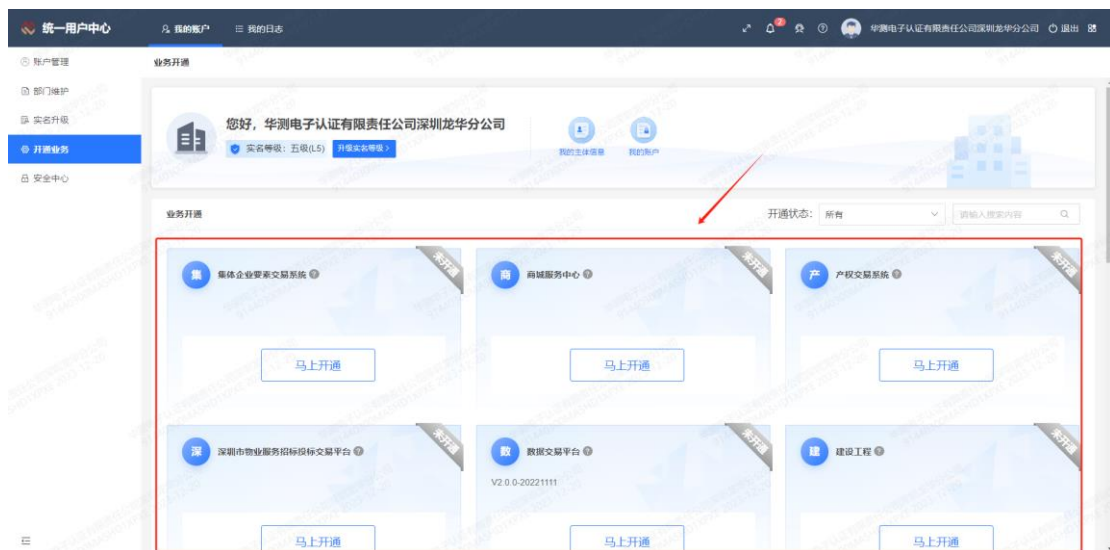 统一用户中心 我的账户 我的日志 2 华测电子认证有限责任公司深圳龙华分公司 退出
账户管理 业务开通
部门维护
实名升级
开通业务
安全中心
您好，华测电子认证有限责任公司深圳龙华分公司
实名等级：五级(L5) 升级实名等级 >
我的主体信息 我的账户
业务开通 开通状态： 所有 请输入搜索内容
集 集体企业要素交易系统 未开通
商 商城服务中心 未开通
产 产权交易系统 未开通
马上开通 马上开通 马上开通
深 深圳市物业服务招标投标交易平台 未开通
数 数据交易平台 未开通
建 建设工程 未开通
V2.0.0-20221111
马上开通 马上开通 马上开通